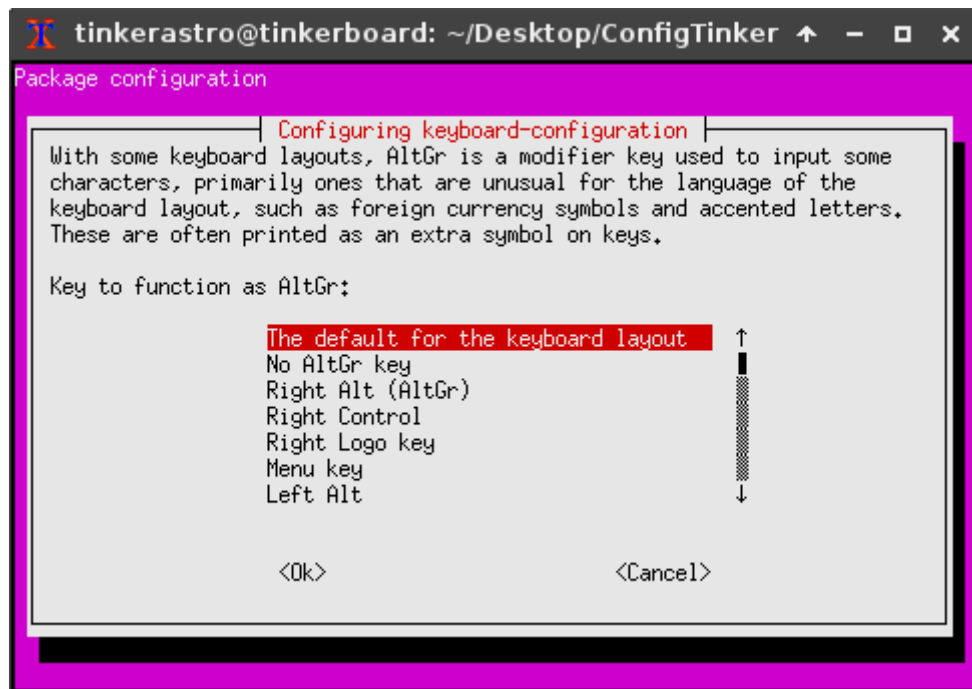 tinkerastro@tinkerboard: ~/Desktop/ConfigTinker
Package configuration
Configuring keyboard-configuration
With some keyboard layouts, AltGr is a modifier key used to input some
characters, primarily ones that are unusual for the language of the
keyboard layout, such as foreign currency symbols and accented letters.
These are often printed as an extra symbol on keys.
Key to function as AltGr:
The default for the keyboard layout
No AltGr key
Right Alt (AltGr)
Right Control
Right Logo key
Menu key
Left Alt
<Ok> <Cancel>